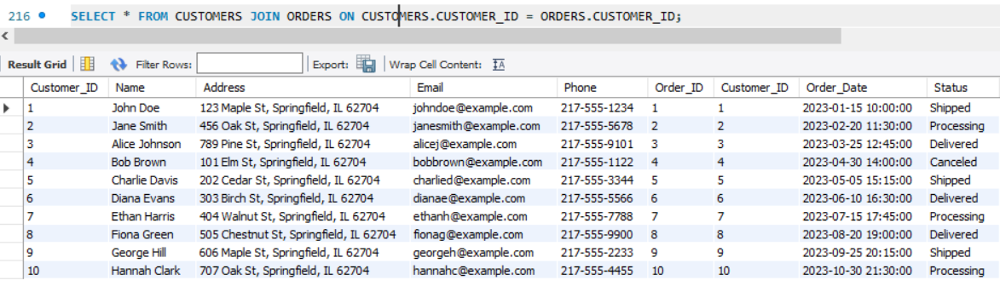 216 SELECT * FROM CUSTOMERS JOIN ORDERS ON CUSTOMERS.CUSTOMER_ID = ORDERS.CUSTOMER_ID;
Result Grid Filter Rows: Export: Wrap Cell Content: IA
Customer_ID Name Address Email Phone Order_ID Customer_ID Order_Date Status
1 John Doe 123 Maple St, Springfield, IL 62704 johndoe@example.com 217-555-1234 1 1 2023-01-15 10:00:00 Shipped
2 Jane Smith 456 Oak St, Springfield, IL 62704 janesmith@example.com 217-555-5678 2 2 2023-02-20 11:30:00 Processing
3 Alice Johnson 789 Pine St, Springfield, IL 62704 alicej@example.com 217-555-9101 3 3 2023-03-25 12:45:00 Delivered
4 Bob Brown 101 Elm St, Springfield, IL 62704 bobbrown@example.com 217-555-1122 4 4 2023-04-30 14:00:00 Canceled
5 Charlie Davis 202 Cedar St, Springfield, IL 62704 charlied@example.com 217-555-3344 5 5 2023-05-05 15:15:00 Shipped
6 Diana Evans 303 Birch St, Springfield, IL 62704 dianae@example.com 217-555-5566 6 6 2023-06-10 16:30:00 Delivered
7 Ethan Harris 404 Walnut St, Springfield, IL 62704 ethanh@example.com 217-555-7788 7 7 2023-07-15 17:45:00 Processing
8 Fiona Green 505 Chestnut St, Springfield, IL 62704 fionag@example.com 217-555-9900 8 8 2023-08-20 19:00:00 Delivered
9 George Hill 606 Maple St, Springfield, IL 62704 georgeh@example.com 217-555-2233 9 9 2023-09-25 20:15:00 Shipped
10 Hannah Clark 707 Oak St, Springfield, IL 62704 hannahc@example.com 217-555-4455 10 10 2023-10-30 21:30:00 Processing